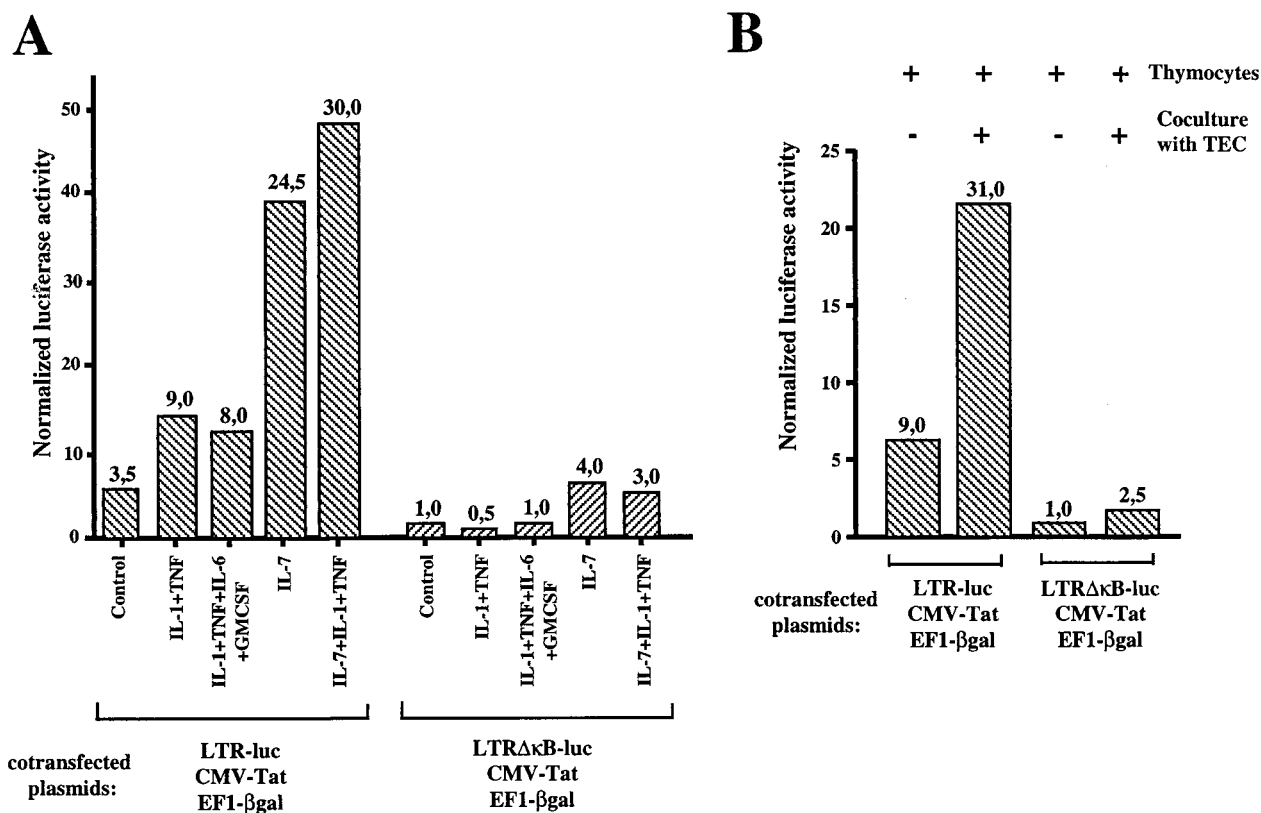 A
Normalized luciferase activity
50
40
30
20
10
0
3,5
9,0
8,0
24,5
30,0
1,0
0,5
1,0
4,0
3,0
Control
IL-1+TNF
IL-1+TNF+IL-6
+GMCSF
IL-7
IL-7+IL-1+TNF
Control
IL-1+TNF
IL-1+TNF+IL-6
+GMCSF
IL-7
IL-7+IL-1+TNF
cotransfected
plasmids:
LTR-luc
CMV-Tat
EF1-βgal
LTRΔκB-luc
CMV-Tat
EF1-βgal
B
+ + + + Thymocytes
- + - + Coculture
with TEC
Normalized luciferase activity
25
20
15
10
5
0
9,0
31,0
1,0
2,5
cotransfected
plasmids:
LTR-luc
CMV-Tat
EF1-βgal
LTRΔκB-luc
CMV-Tat
EF1-βgal